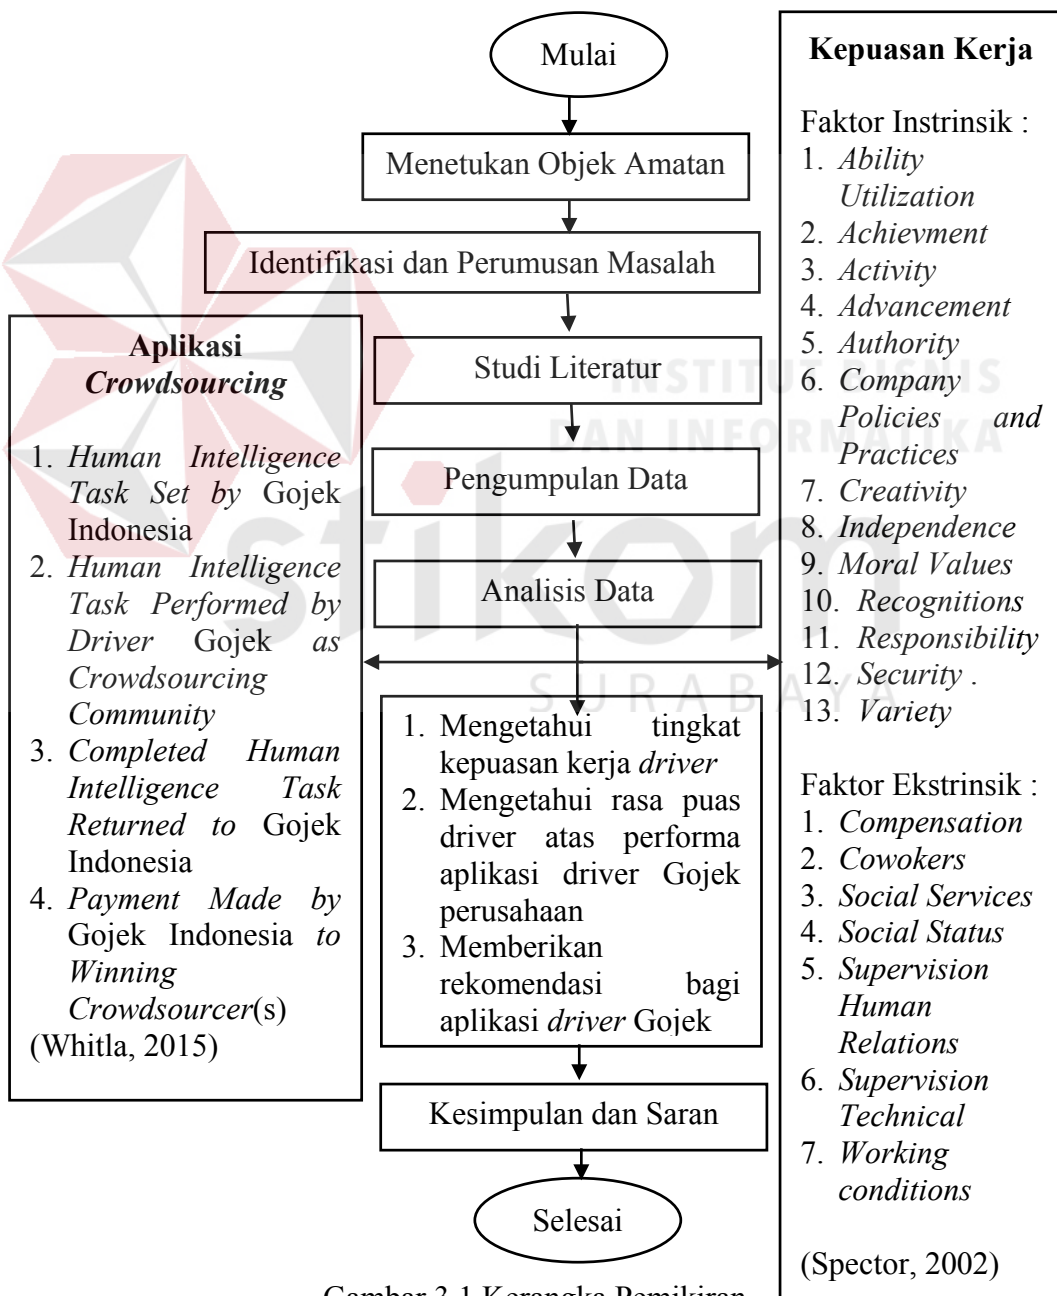 Mulai
Menetukan Objek Amatan
Identifikasi dan Perumusan Masalah
Studi Literatur
Pengumpulan Data
Analisis Data
1. Mengetahui tingkat
kepuasan kerja driver
2. Mengetahui rasa puas
driver atas performa
aplikasi driver Gojek
perusahaan
3. Memberikan
rekomendasi bagi
aplikasi driver Gojek
Kesimpulan dan Saran
Selesai
Aplikasi
Crowdsourcing
1. Human Intelligence
Task Set by Gojek
Indonesia
2. Human Intelligence
Task Performed by
Driver Gojek as
Crowdsourcing
Community
3. Completed Human
Intelligence Task
Returned to Gojek
Indonesia
4. Payment Made by
Gojek Indonesia to
Winning
Crowdsourcer(s)
(Whitla, 2015)
Kepuasan Kerja
Faktor Instrinsik :
1. Ability
Utilization
2. Achievment
3. Activity
4. Advancement
5. Authority
6. Company
Policies and
Practices
7. Creativity
8. Independence
9. Moral Values
10. Recognitions
11. Responsibility
12. Security .
13. Variety
Faktor Ekstrinsik :
1. Compensation
2. Cowokers
3. Social Services
4. Social Status
5. Supervision
Human
Relations
6. Supervision
Technical
7. Working
conditions
(Spector, 2002)
Gambar 3.1 Kerangka Pemikiran
INSTITUT BISNIS
DAN INFORMATIKA
stikom
SURABAYA